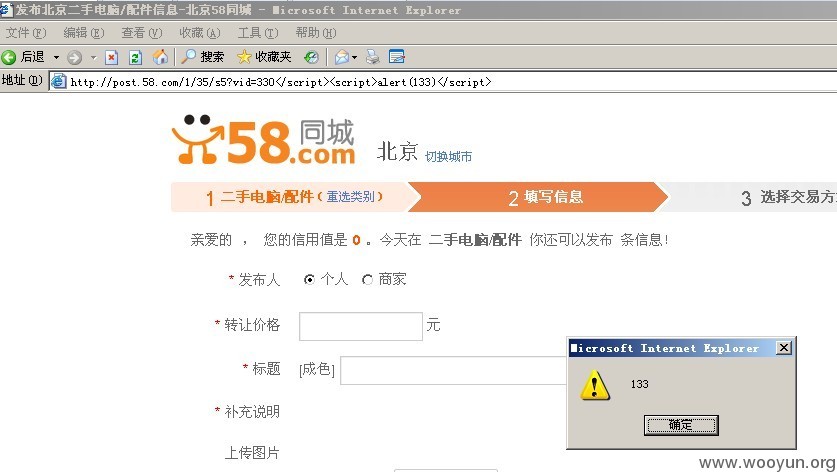 发布北京二手电脑/配件信息-北京58同城 - Microsoft Internet Explorer
文件(F) 编辑(E) 查看(V) 收藏(A) 工具(T) 帮助(H)
后退 搜索 收藏夹
地址(D) http://post.58.com/1/35/s5?vid=330</script><script>alert(133)</script>
58同城.com 北京 切换城市
1 二手电脑/配件(重选类别) 2 填写信息 3 选择交易方
亲爱的 , 您的信用值是 0 。今天在 二手电脑/配件 你还可以发布 条信息!
* 发布人 个人 商家
* 转让价格 元
Microsoft Internet Explorer
* 标题 [成色]
133
* 补充说明
确定
上传图片
www.wooyun.org